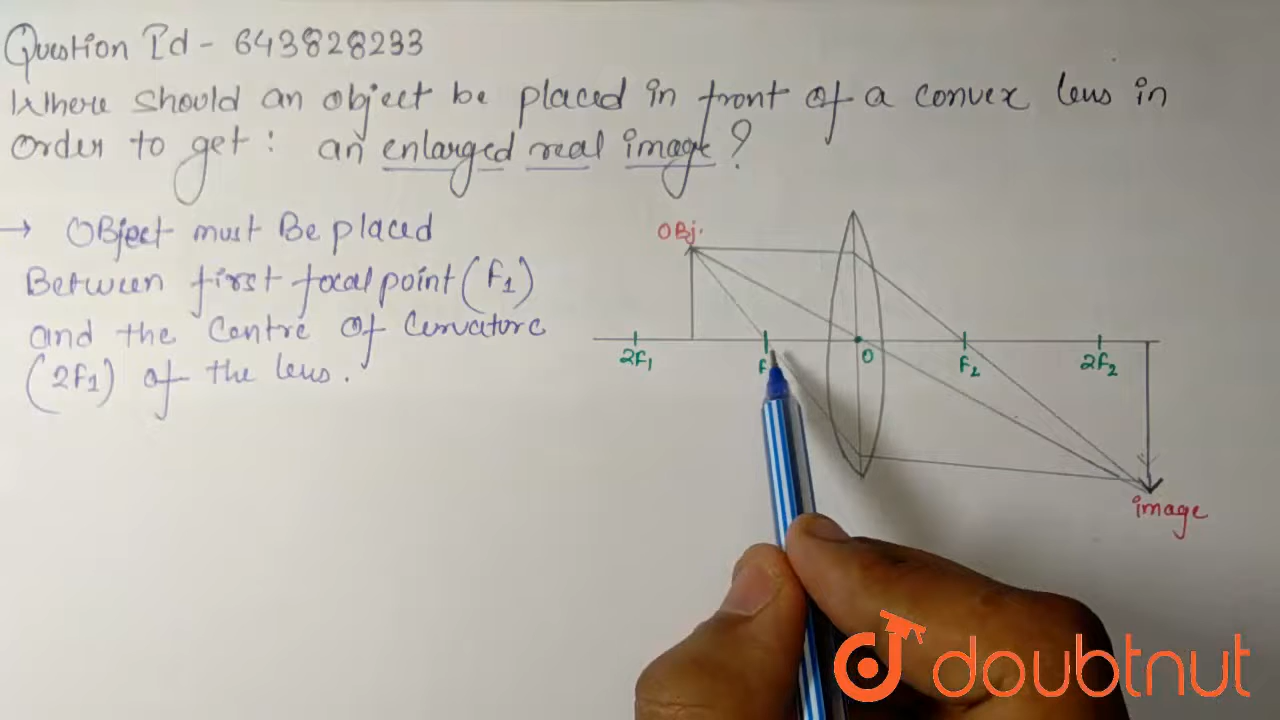 Question Id - 643828233
Where should an object be placed in front of a convex lens in
order to get: an enlarged real image?
→ Object must Be placed
Between first focal point (F1)
and the Centre Of Curvature
(2F1) of the lens.
OBj.
2F1
F
O
F2
2F2
image
doubtnut